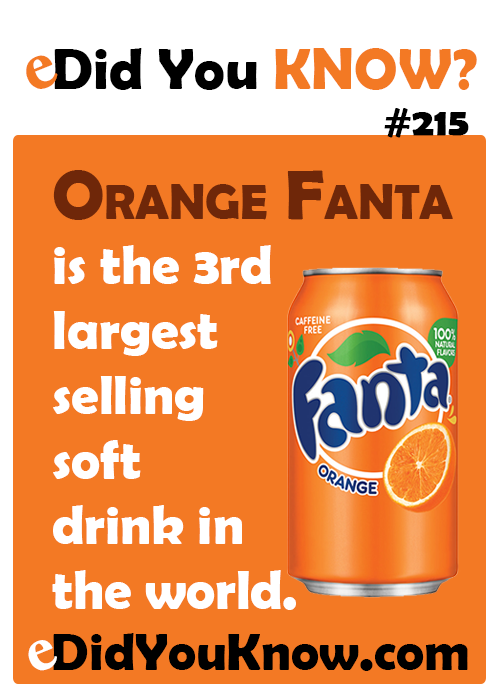 eDid You KNOW?
#215
ORANGE FANTA
is the 3rd
largest
selling
soft
drink in
the world.
CAFFEINE
FREE
100%
NATURAL
FLAVORS
Fanta
ORANGE
eDidYouKnow.com